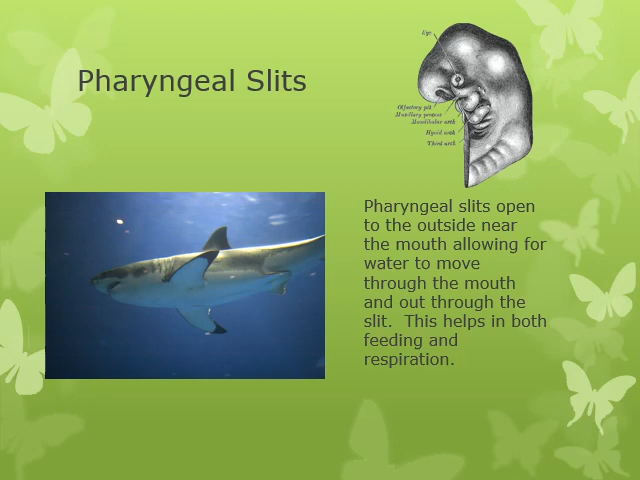 Pharyngeal Slits
Eye
Olfactory pit
Maxillary process
Mandibular arch
Hyoid arch
Third arch
Pharyngeal slits open
to the outside near
the mouth allowing for
water to move
through the mouth
and out through the
slit.  This helps in both
feeding and
respiration.